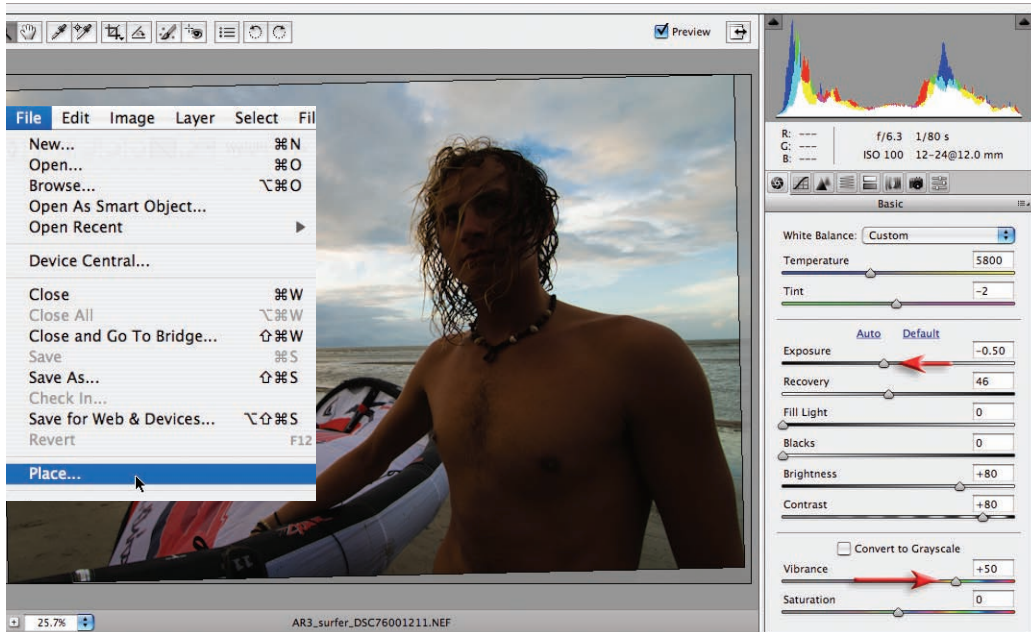 Preview
File Edit Image Layer Select Fil
New... ⌘N
Open... ⌘O
Browse... ⌥⌘O
Open As Smart Object...
Open Recent ▶
Device Central...
Close ⌘W
Close All ⌥⌘W
Close and Go To Bridge... ⇧⌘W
Save ⌘S
Save As... ⇧⌘S
Check In...
Save for Web & Devices... ⌥⇧⌘S
Revert F12
Place...
25.7%
AR3_surfer_DSC76001211.NEF
R: ---
G: ---
B: ---
f/6.3 1/80 s
ISO 100 12-24@12.0 mm
Basic
White Balance: Custom
Temperature 5800
Tint -2
Auto Default
Exposure -0.50
Recovery 46
Fill Light 0
Blacks 0
Brightness +80
Contrast +80
Convert to Grayscale
Vibrance +50
Saturation 0